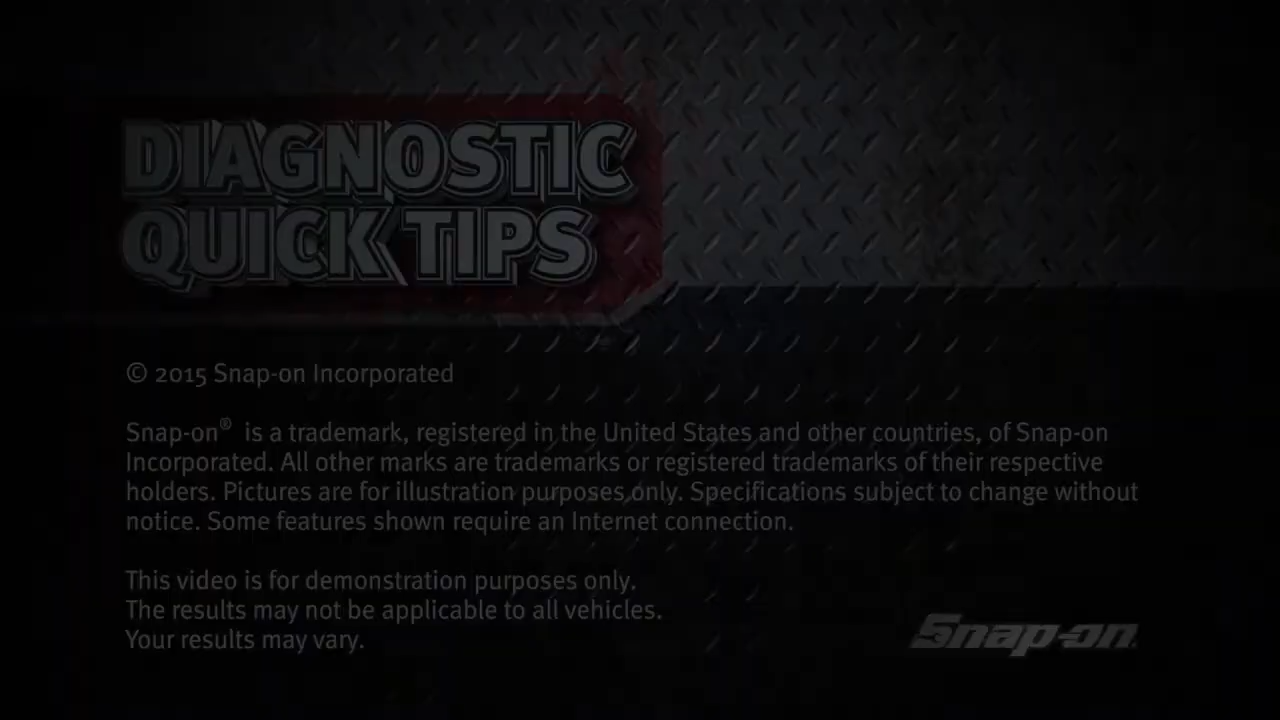 DIAGNOSTIC
QUICK TIPS
© 2015 Snap-on Incorporated
Snap-on® is a trademark, registered in the United States and other countries, of Snap-on
Incorporated. All other marks are trademarks or registered trademarks of their respective
holders. Pictures are for illustration purposes only. Specifications subject to change without
notice. Some features shown require an Internet connection.
This video is for demonstration purposes only.
The results may not be applicable to all vehicles.
Your results may vary.
Snap-on